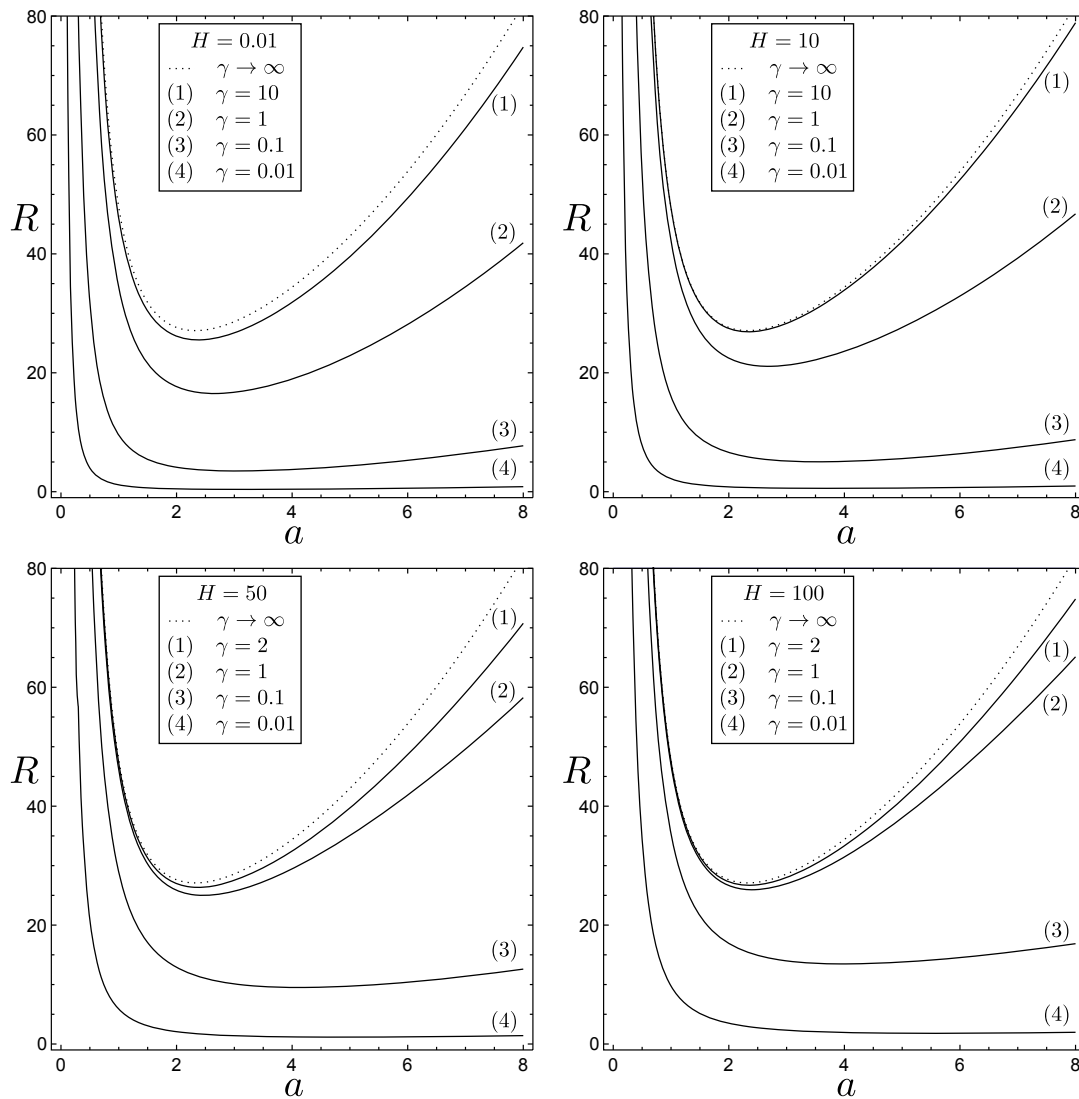 H = 0.01
γ → ∞
(1) γ = 10
(2) γ = 1
(3) γ = 0.1
(4) γ = 0.01
80
60
40
20
0
R
(1)
(2)
(3)
(4)
0 2 4 6 8
a
H = 10
γ → ∞
(1) γ = 10
(2) γ = 1
(3) γ = 0.1
(4) γ = 0.01
80
60
40
20
0
R
(1)
(2)
(3)
(4)
0 2 4 6 8
a
H = 50
γ → ∞
(1) γ = 2
(2) γ = 1
(3) γ = 0.1
(4) γ = 0.01
80
60
40
20
0
R
(1)
(2)
(3)
(4)
0 2 4 6 8
a
H = 100
γ → ∞
(1) γ = 2
(2) γ = 1
(3) γ = 0.1
(4) γ = 0.01
80
60
40
20
0
R
(1)
(2)
(3)
(4)
0 2 4 6 8
a